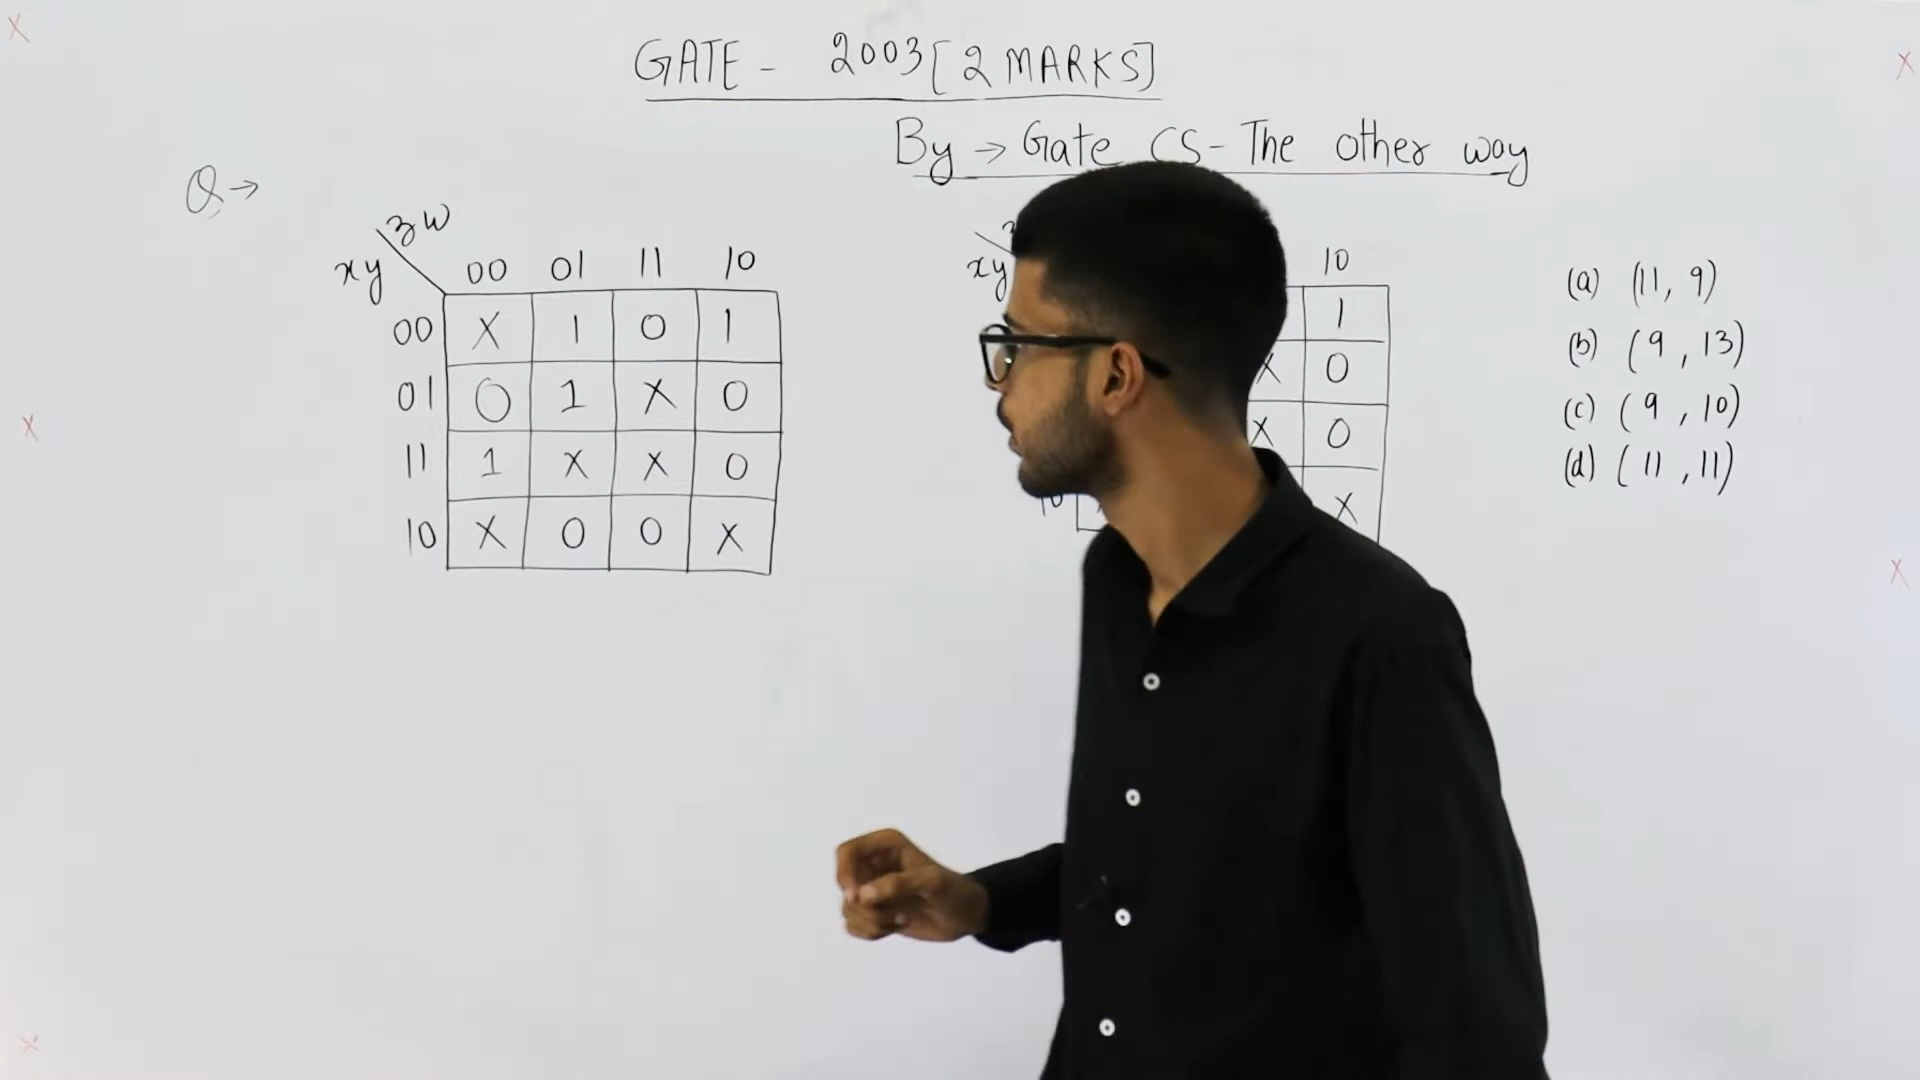 GATE - 2003 [2 MARKS]
By → Gate CS - The other way
Q →
zw
xy 00 01 11 10
00 X 1 0 1
01 0 1 X 0
11 1 X X 0
10 X 0 0 X
xy 10
1
X 0
X 0
10 X
(a) (11, 9)
(b) (9, 13)
(c) (9, 10)
(d) (11, 11)